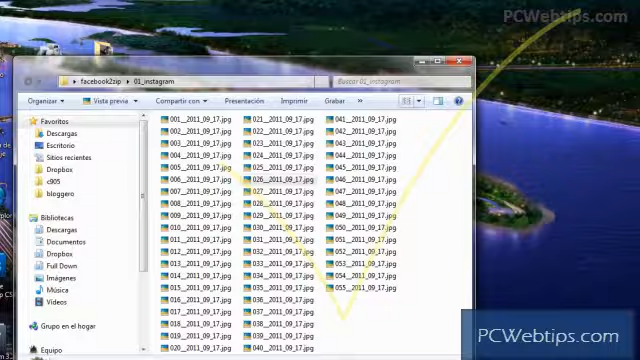 PCWebtips.com
facebook2zip ▸ 01_instagram
Buscar 01_instagram
Organizar Vista previa Compartir con Presentación Imprimir Grabar »
Favoritos
Descargas
Escritorio
Sitios recientes
Dropbox
c905
bloggero
Bibliotecas
Descargas
Documentos
Dropbox
Full Down
Imágenes
Música
Vídeos
Grupo en el hogar
Equipo
001__2011_09_17.jpg
002__2011_09_17.jpg
003__2011_09_17.jpg
004__2011_09_17.jpg
005__2011_09_17.jpg
006__2011_09_17.jpg
007__2011_09_17.jpg
008__2011_09_17.jpg
009__2011_09_17.jpg
010__2011_09_17.jpg
011__2011_09_17.jpg
012__2011_09_17.jpg
013__2011_09_17.jpg
014__2011_09_17.jpg
015__2011_09_17.jpg
016__2011_09_17.jpg
017__2011_09_17.jpg
018__2011_09_17.jpg
019__2011_09_17.jpg
020__2011_09_17.jpg
021__2011_09_17.jpg
022__2011_09_17.jpg
023__2011_09_17.jpg
024__2011_09_17.jpg
025__2011_09_17.jpg
026__2011_09_17.jpg
027__2011_09_17.jpg
028__2011_09_17.jpg
029__2011_09_17.jpg
030__2011_09_17.jpg
031__2011_09_17.jpg
032__2011_09_17.jpg
033__2011_09_17.jpg
034__2011_09_17.jpg
035__2011_09_17.jpg
036__2011_09_17.jpg
037__2011_09_17.jpg
038__2011_09_17.jpg
039__2011_09_17.jpg
040__2011_09_17.jpg
041__2011_09_17.jpg
042__2011_09_17.jpg
043__2011_09_17.jpg
044__2011_09_17.jpg
045__2011_09_17.jpg
046__2011_09_17.jpg
047__2011_09_17.jpg
048__2011_09_17.jpg
049__2011_09_17.jpg
050__2011_09_17.jpg
051__2011_09_17.jpg
052__2011_09_17.jpg
053__2011_09_17.jpg
054__2011_09_17.jpg
055__2011_09_17.jpg
PCWebtips.com